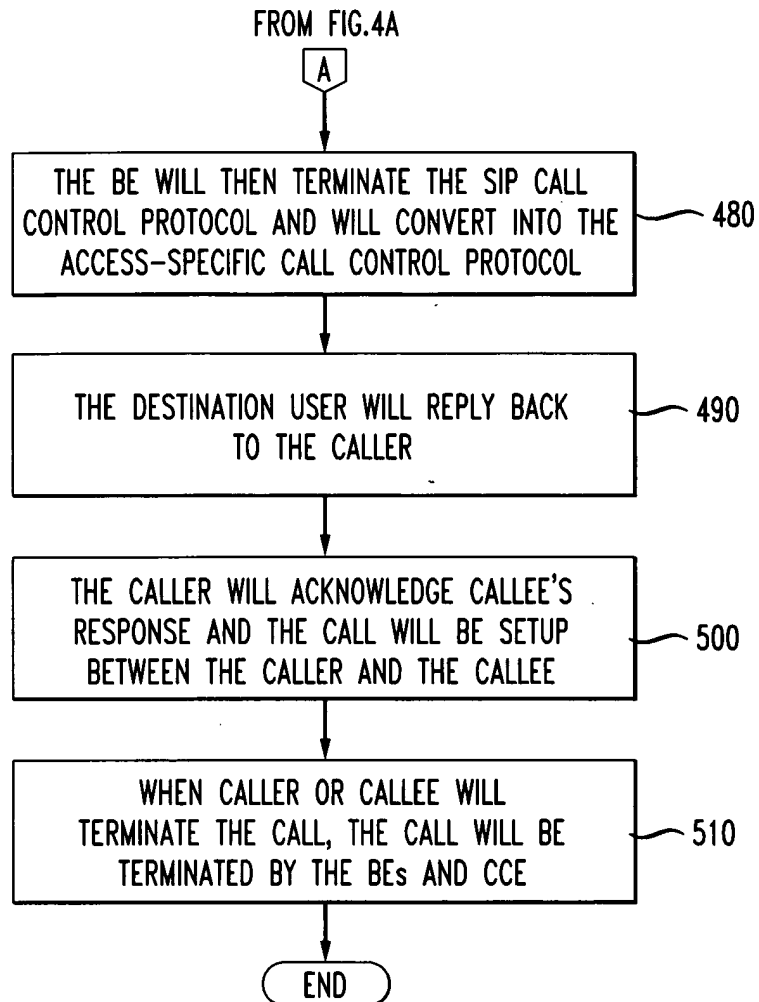 FROM FIG.4A
A
THE BE WILL THEN TERMINATE THE SIP CALL
CONTROL PROTOCOL AND WILL CONVERT INTO THE
ACCESS-SPECIFIC CALL CONTROL PROTOCOL
480
THE DESTINATION USER WILL REPLY BACK
TO THE CALLER
490
THE CALLER WILL ACKNOWLEDGE CALLEE'S
RESPONSE AND THE CALL WILL BE SETUP
BETWEEN THE CALLER AND THE CALLEE
500
WHEN CALLER OR CALLEE WILL
TERMINATE THE CALL, THE CALL WILL BE
TERMINATED BY THE BEs AND CCE
510
END